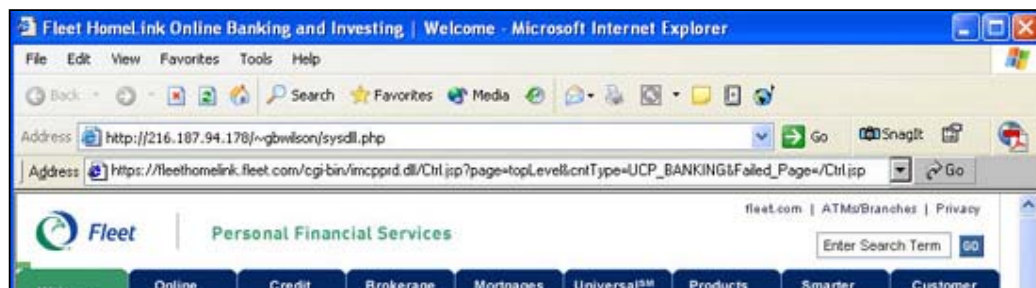 Fleet HomeLink Online Banking and Investing | Welcome - Microsoft Internet Explorer
File Edit View Favorites Tools Help
Back Search Favorites Media
Address http://216.187.94.178/~gbwilson/sysdll.php Go SnagIt
Address https://fleethomelink.fleet.com/cgi-bin/imcpprd.dll/Ctrl.jsp?page=topLevel&cntType=UCP_BANKING&Failed_Page=/Ctrl.jsp Go
fleet.com | ATMs/Branches | Privacy
Fleet Personal Financial Services
Enter Search Term GO
Online Credit Brokerage Mortgages Universal℠ Products Smarter Customer